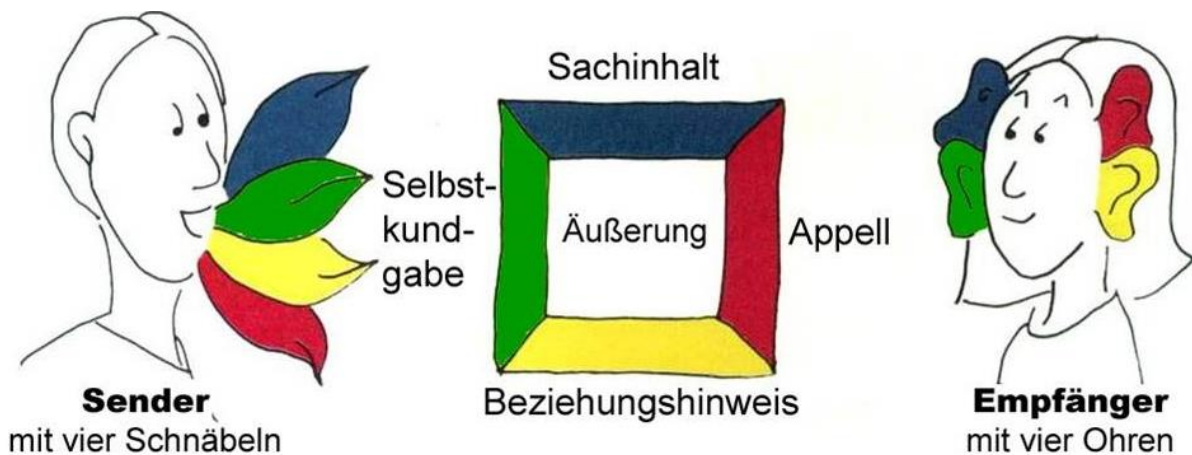 Sachinhalt
Selbst-
kund-
gabe
Äußerung
Appell
Beziehungshinweis
Sender
mit vier Schnäbeln
Empfänger
mit vier Ohren